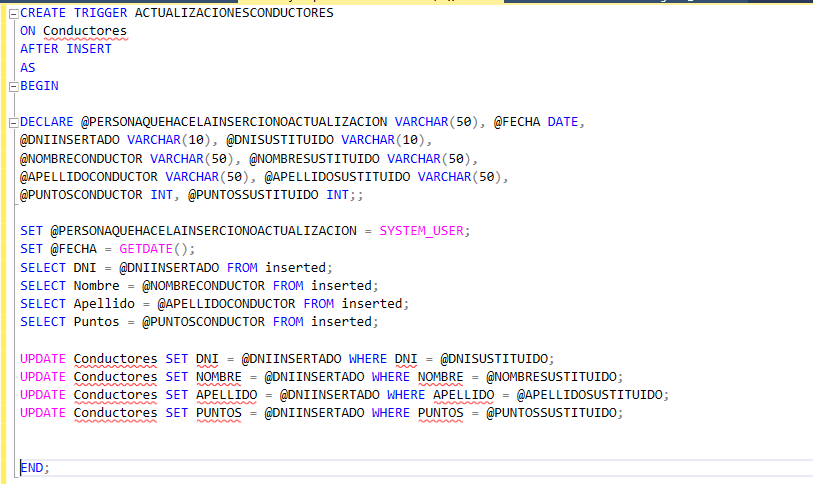 CREATE TRIGGER ACTUALIZACIONESCONDUCTORES
ON Conductores
AFTER INSERT
AS
BEGIN
DECLARE @PERSONAQUEHACELAINSERCIONOACTUALIZACION VARCHAR(50), @FECHA DATE,
@DNIINSERTADO VARCHAR(10), @DNISUSTITUIDO VARCHAR(10),
@NOMBRECONDUCTOR VARCHAR(50), @NOMBRESUSTITUIDO VARCHAR(50),
@APELLIDOCONDUCTOR VARCHAR(50), @APELLIDOSUSTITUIDO VARCHAR(50),
@PUNTOSCONDUCTOR INT, @PUNTOSSUSTITUIDO INT;;
SET @PERSONAQUEHACELAINSERCIONOACTUALIZACION = SYSTEM_USER;
SET @FECHA = GETDATE();
SELECT DNI = @DNIINSERTADO FROM inserted;
SELECT Nombre = @NOMBRECONDUCTOR FROM inserted;
SELECT Apellido = @APELLIDOCONDUCTOR FROM inserted;
SELECT Puntos = @PUNTOSCONDUCTOR FROM inserted;
UPDATE Conductores SET DNI = @DNIINSERTADO WHERE DNI = @DNISUSTITUIDO;
UPDATE Conductores SET NOMBRE = @DNIINSERTADO WHERE NOMBRE = @NOMBRESUSTITUIDO;
UPDATE Conductores SET APELLIDO = @DNIINSERTADO WHERE APELLIDO = @APELLIDOSUSTITUIDO;
UPDATE Conductores SET PUNTOS = @DNIINSERTADO WHERE PUNTOS = @PUNTOSSUSTITUIDO;
END;